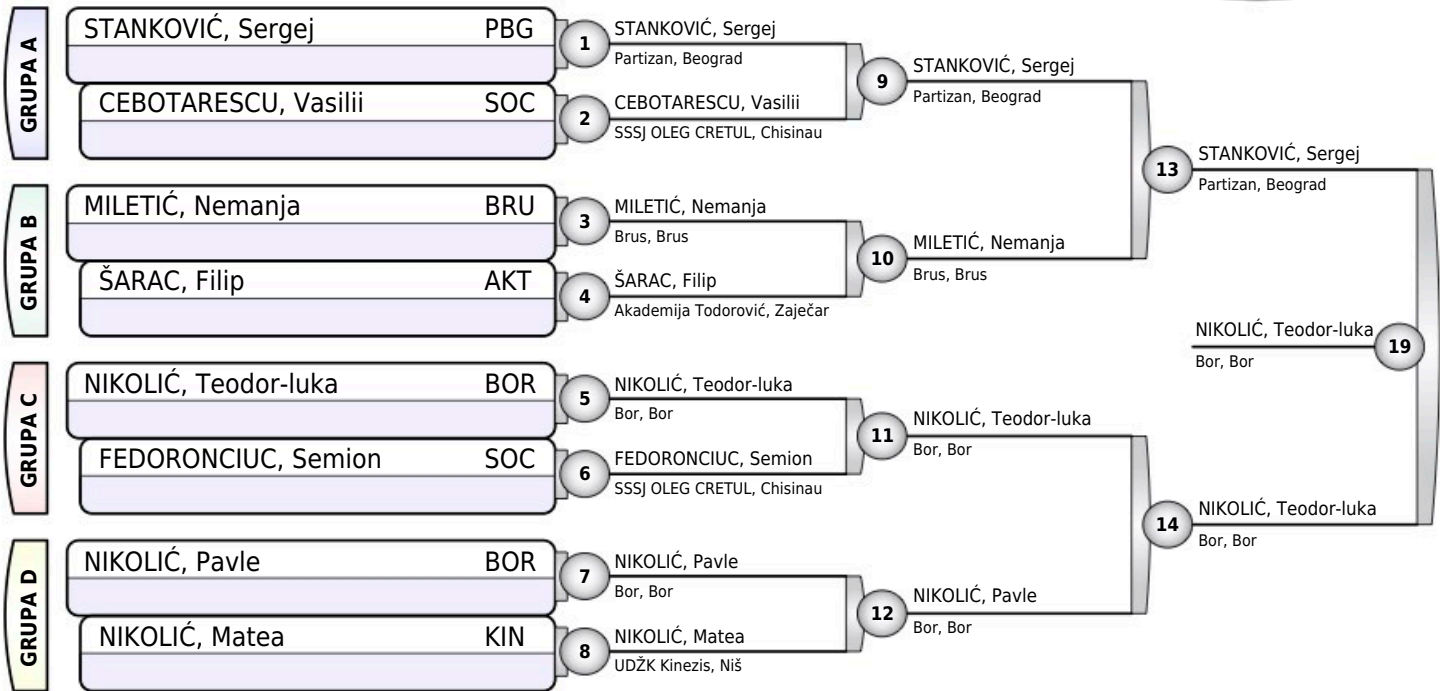 GRUPA A
STANKOVIĆ, Sergej PBG
CEBOTARESCU, Vasilii SOC
GRUPA B
MILETIĆ, Nemanja BRU
ŠARAC, Filip AKT
GRUPA C
NIKOLIĆ, Teodor-luka BOR
FEDORONCIUC, Semion SOC
GRUPA D
NIKOLIĆ, Pavle BOR
NIKOLIĆ, Matea KIN
1
STANKOVIĆ, Sergej
Partizan, Beograd
2
CEBOTARESCU, Vasilii
SSSJ OLEG CRETUL, Chisinau
3
MILETIĆ, Nemanja
Brus, Brus
4
ŠARAC, Filip
Akademija Todorović, Zaječar
5
NIKOLIĆ, Teodor-luka
Bor, Bor
6
FEDORONCIUC, Semion
SSSJ OLEG CRETUL, Chisinau
7
NIKOLIĆ, Pavle
Bor, Bor
8
NIKOLIĆ, Matea
UDŽK Kinezis, Niš
9
STANKOVIĆ, Sergej
Partizan, Beograd
10
MILETIĆ, Nemanja
Brus, Brus
11
NIKOLIĆ, Teodor-luka
Bor, Bor
12
NIKOLIĆ, Pavle
Bor, Bor
13
STANKOVIĆ, Sergej
Partizan, Beograd
14
NIKOLIĆ, Teodor-luka
Bor, Bor
NIKOLIĆ, Teodor-luka
Bor, Bor
19